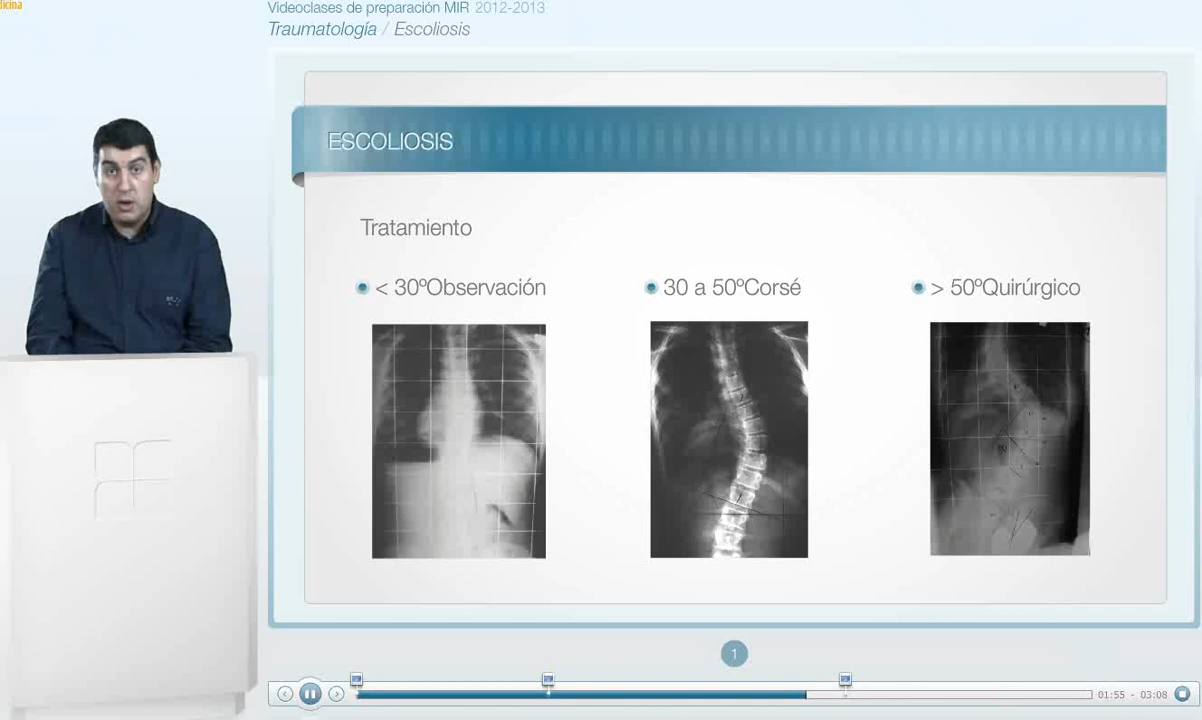 Videoclases de preparación MIR 2012-2013
Traumatología / Escoliosis
ESCOLIOSIS
Tratamiento
< 30ºObservación
30 a 50ºCorsé
> 50ºQuirúrgico
1
01:55 - 03:08